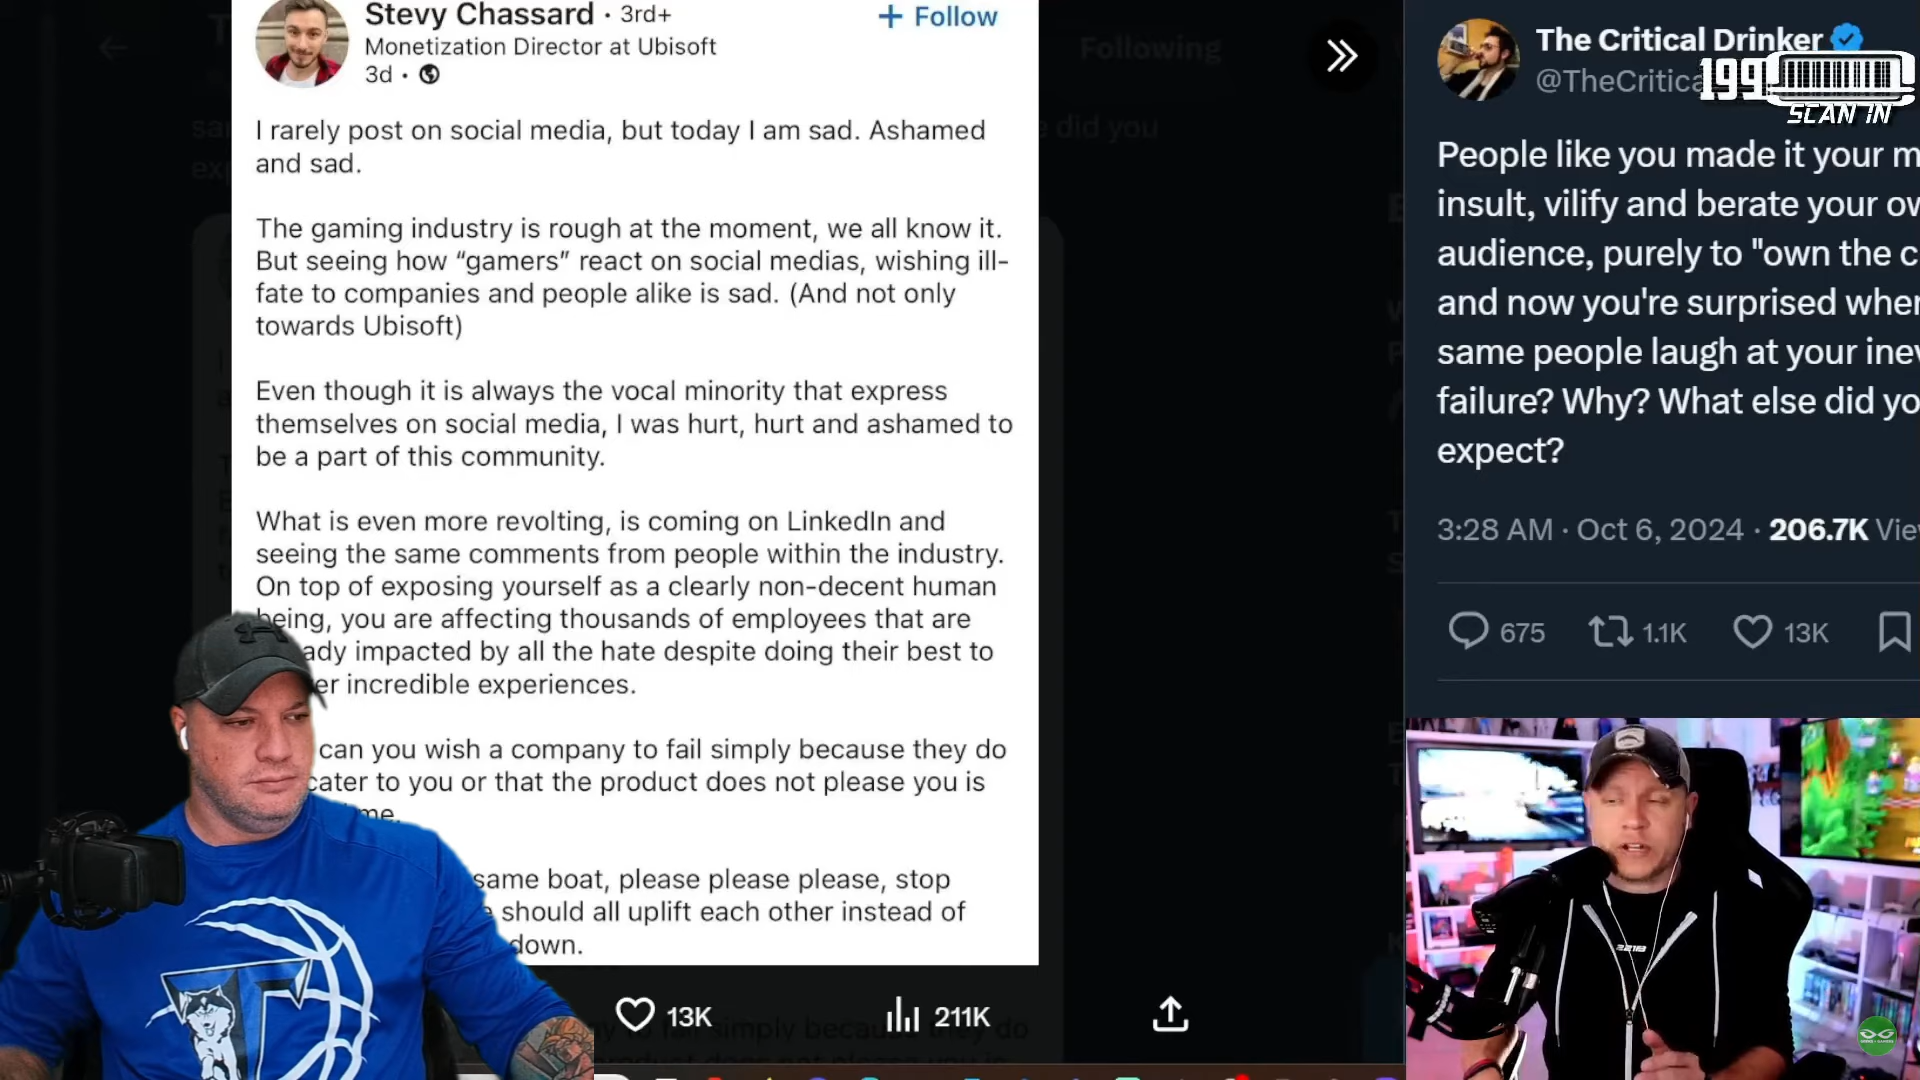 Stevy Chassard · 3rd+
+ Follow
Monetization Director at Ubisoft
3d ·
I rarely post on social media, but today I am sad. Ashamed
and sad.
The gaming industry is rough at the moment, we all know it.
But seeing how “gamers” react on social medias, wishing ill-
fate to companies and people alike is sad. (And not only
towards Ubisoft)
Even though it is always the vocal minority that express
themselves on social media, I was hurt, hurt and ashamed to
be a part of this community.
What is even more revolting, is coming on LinkedIn and
seeing the same comments from people within the industry.
On top of exposing yourself as a clearly non-decent human
being, you are affecting thousands of employees that are
ady impacted by all the hate despite doing their best to
er incredible experiences.
can you wish a company to fail simply because they do
cater to you or that the product does not please you is
me.
same boat, please please please, stop
should all uplift each other instead of
down.
13K
211K
Following
did you
The Critical Drinker
@TheCritica
199
SCAN IN
People like you made it your m
insult, vilify and berate your ow
audience, purely to "own the c
and now you're surprised when
same people laugh at your inev
failure? Why? What else did yo
expect?
3:28 AM · Oct 6, 2024 · 206.7K View
675
1.1K
13K